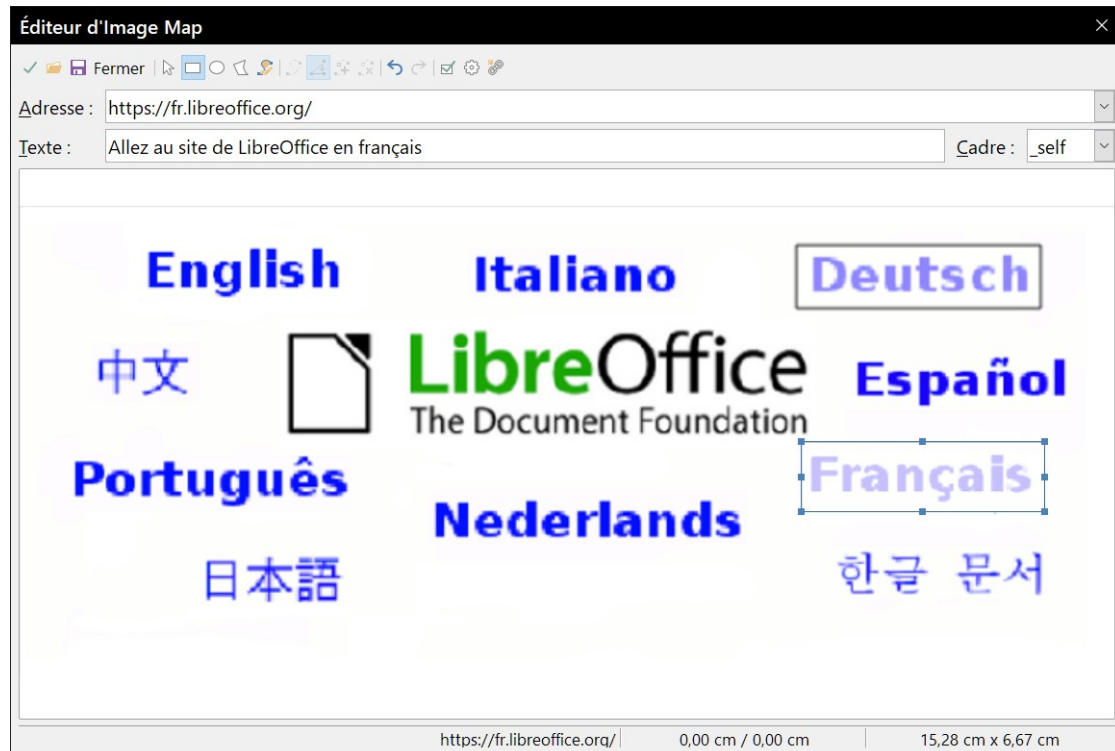 Éditeur d'Image Map
Fermer
Adresse : https://fr.libreoffice.org/
Texte : Allez au site de LibreOffice en français Cadre : _self
English Italiano Deutsch
中文 LibreOffice Español
The Document Foundation
Português Français
Nederlands
日本語 한글 문서
https://fr.libreoffice.org/ 0,00 cm / 0,00 cm 15,28 cm x 6,67 cm